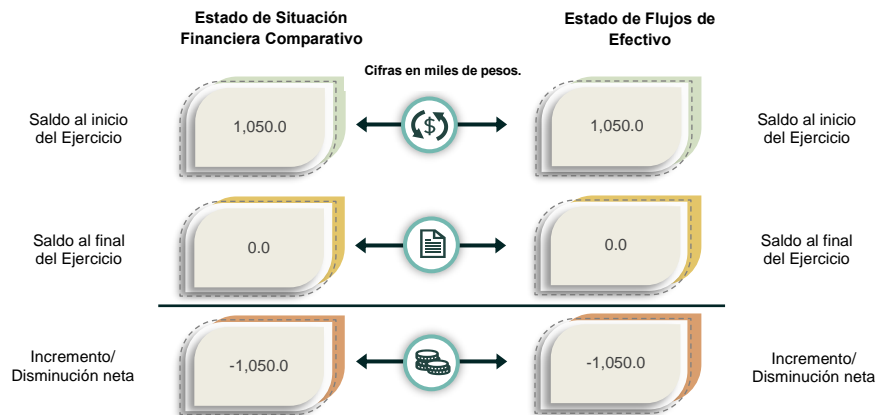 Estado de Situación
Financiera Comparativo
Estado de Flujos de
Efectivo
Cifras en miles de pesos.
Saldo al inicio
del Ejercicio
1,050.0
$
1,050.0
Saldo al inicio
del Ejercicio
Saldo al final
del Ejercicio
0.0
0.0
Saldo al final
del Ejercicio
Incremento/
Disminución neta
-1,050.0
-1,050.0
Incremento/
Disminución neta